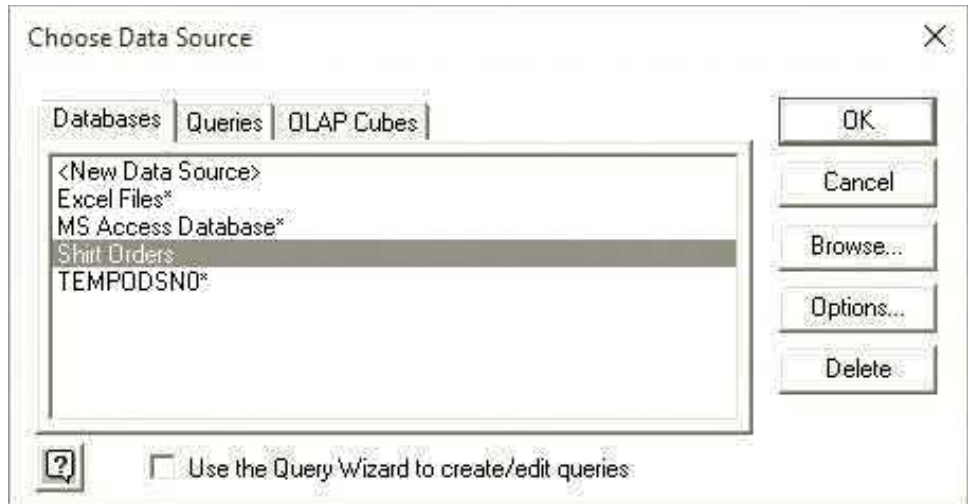 Choose Data Source
Databases Queries OLAP Cubes
<New Data Source>
Excel Files*
MS Access Database*
Shirt Orders
TEMPODSN0*
OK
Cancel
Browse...
Options...
Delete
Use the Query Wizard to create/edit queries